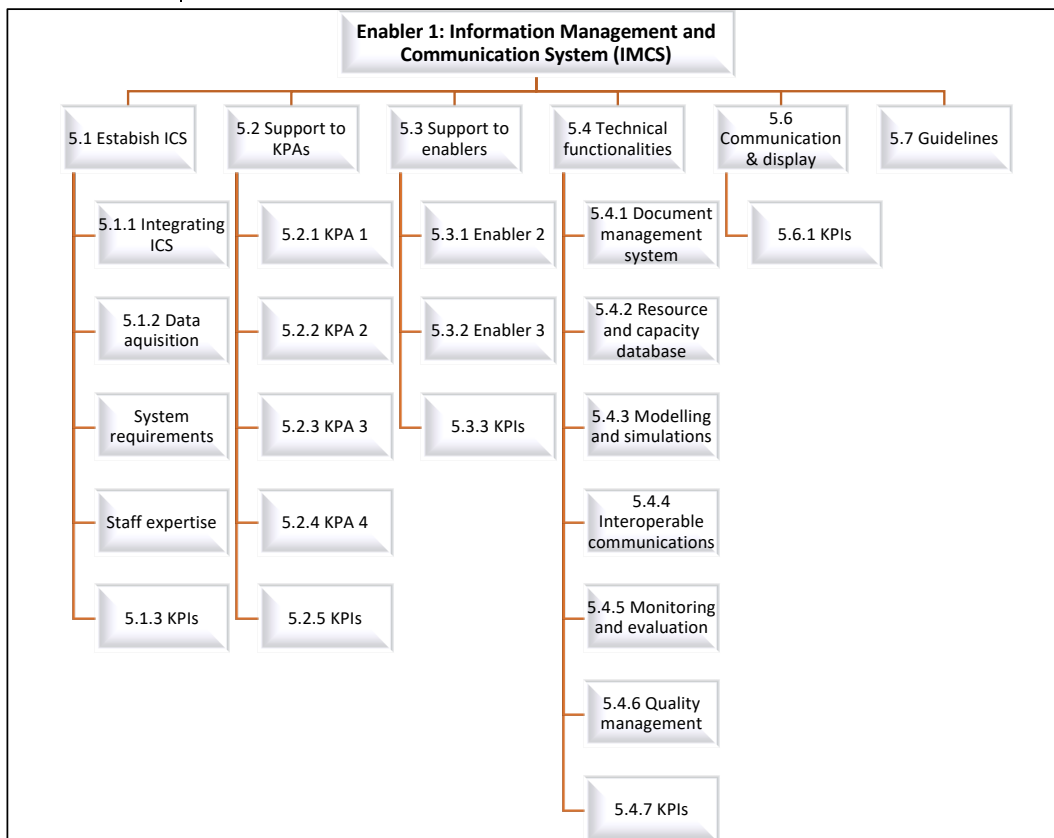 Enabler 1: Information Management and
Communication System (IMCS)
5.1 Estabish ICS
5.2 Support to
KPAs
5.3 Support to
enablers
5.4 Technical
functionalities
5.6
Communication
& display
5.7 Guidelines
5.1.1 Integrating
ICS
5.1.2 Data
aquisition
System
requirements
Staff expertise
5.1.3 KPIs
5.2.1 KPA 1
5.2.2 KPA 2
5.2.3 KPA 3
5.2.4 KPA 4
5.2.5 KPIs
5.3.1 Enabler 2
5.3.2 Enabler 3
5.3.3 KPIs
5.4.1 Document
management
system
5.4.2 Resource
and capacity
database
5.4.3 Modelling
and simulations
5.4.4
Interoperable
communications
5.4.5 Monitoring
and evaluation
5.4.6 Quality
management
5.4.7 KPIs
5.6.1 KPIs